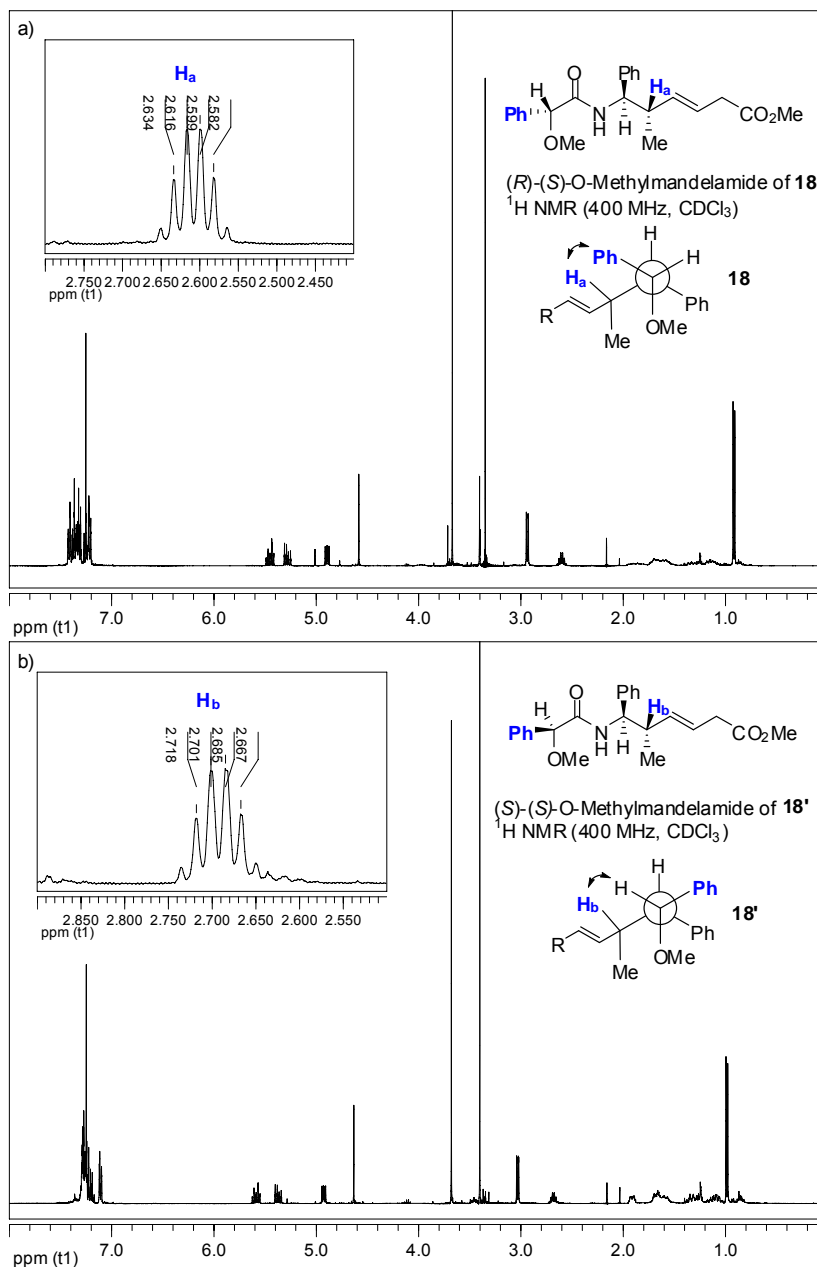 a)
Ha
2.634
2.616
2.599
2.582
2.750 2.700 2.650 2.600 2.550 2.500 2.450
ppm (t1)
H
O
Ph
Ha
Ph
N
H
H
OMe
Me
CO2Me
(R)-(S)-O-Methylmandelamide of 18
1H NMR (400 MHz, CDCl3)
H
Ph
H
Ha
18
Ph
R
OMe
Me
7.0 6.0 5.0 4.0 3.0 2.0 1.0
ppm (t1)
b)
Hb
2.718
2.701
2.685
2.667
2.850 2.800 2.750 2.700 2.650 2.600 2.550
ppm (t1)
H
O
Ph
Hb
Ph
N
H
H
OMe
Me
CO2Me
(S)-(S)-O-Methylmandelamide of 18'
1H NMR (400 MHz, CDCl3)
H
H
Ph
Hb
18'
Ph
R
OMe
Me
7.0 6.0 5.0 4.0 3.0 2.0 1.0
ppm (t1)